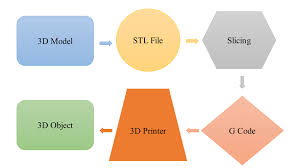 3D Model
STL File
Slicing
3D Object
3D Printer
G Code